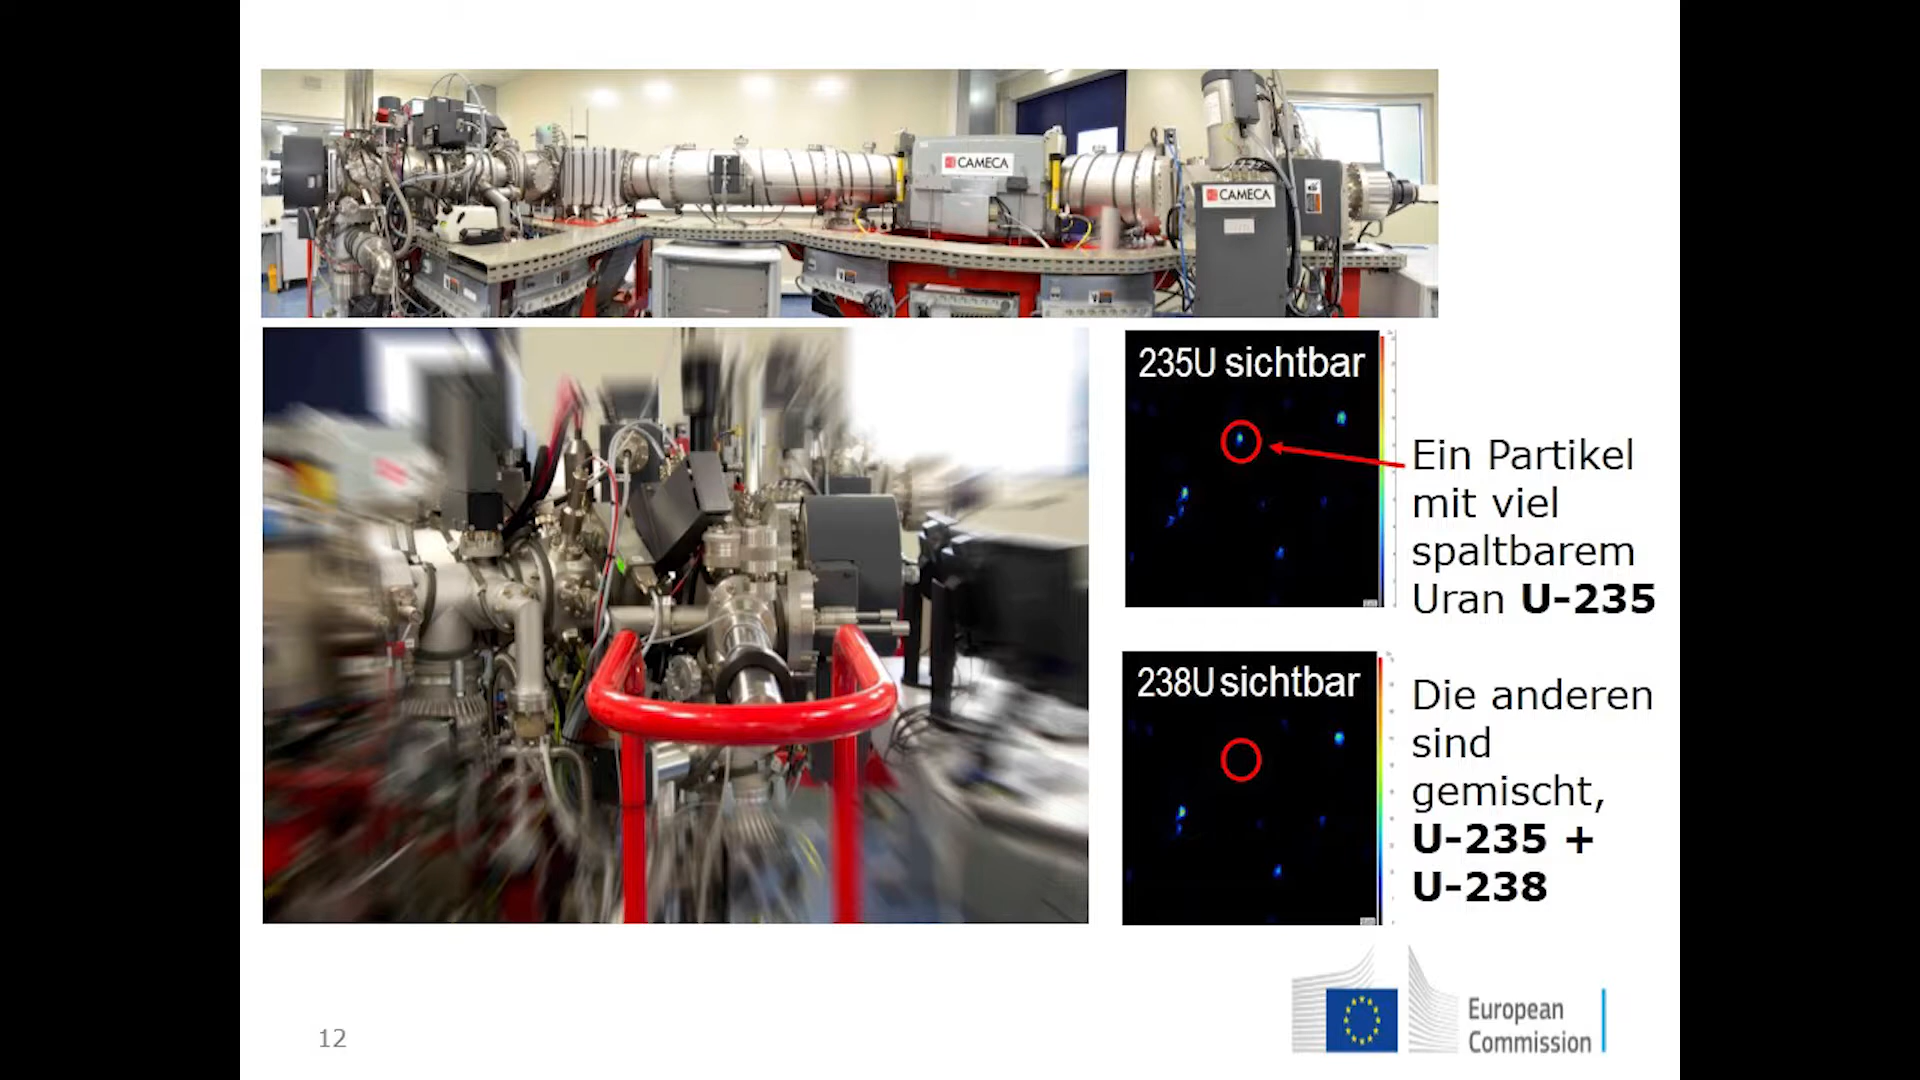 CAMECA
CAMECA
235U sichtbar
Ein Partikel
mit viel
spaltbarem
Uran U-235
238U sichtbar
Die anderen
sind
gemischt,
U-235 +
U-238
European
Commission
12